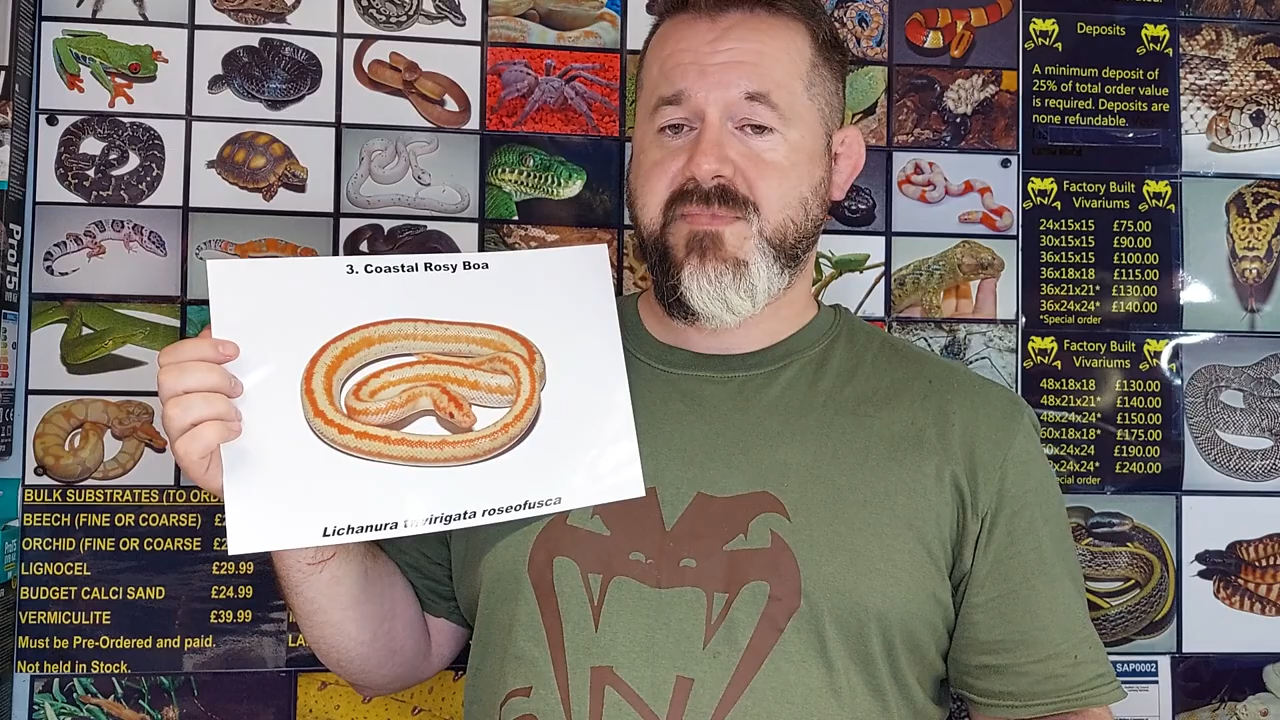 3. Coastal Rosy Boa
Lichanura trivirigata roseofusca
BULK SUBSTRATES (TO
BEECH (FINE OR COARSE)
ORCHID (FINE OR COARSE
LIGNOCEL £29.99
BUDGET CALCI SAND £24.99
VERMICULITE £39.99
Must be Pre-Ordered and paid.
Not held in Stock.
SNA
Deposits
A minimum deposit of
25% of total order value
is required. Deposits are
none refundable.
Factory Built
Vivariums
24x15x15 £75.00
30x15x15 £90.00
36x15x15 £100.00
36x18x18 £115.00
36x21x21* £130.00
36x24x24* £140.00
*Special order
Factory Built
Vivariums
48x18x18 £130.00
48x21x21* £140.00
48x24x24* £150.00
60x18x18* £175.00
60x24x24 £190.00
£240.00
SAP0002
ProT5